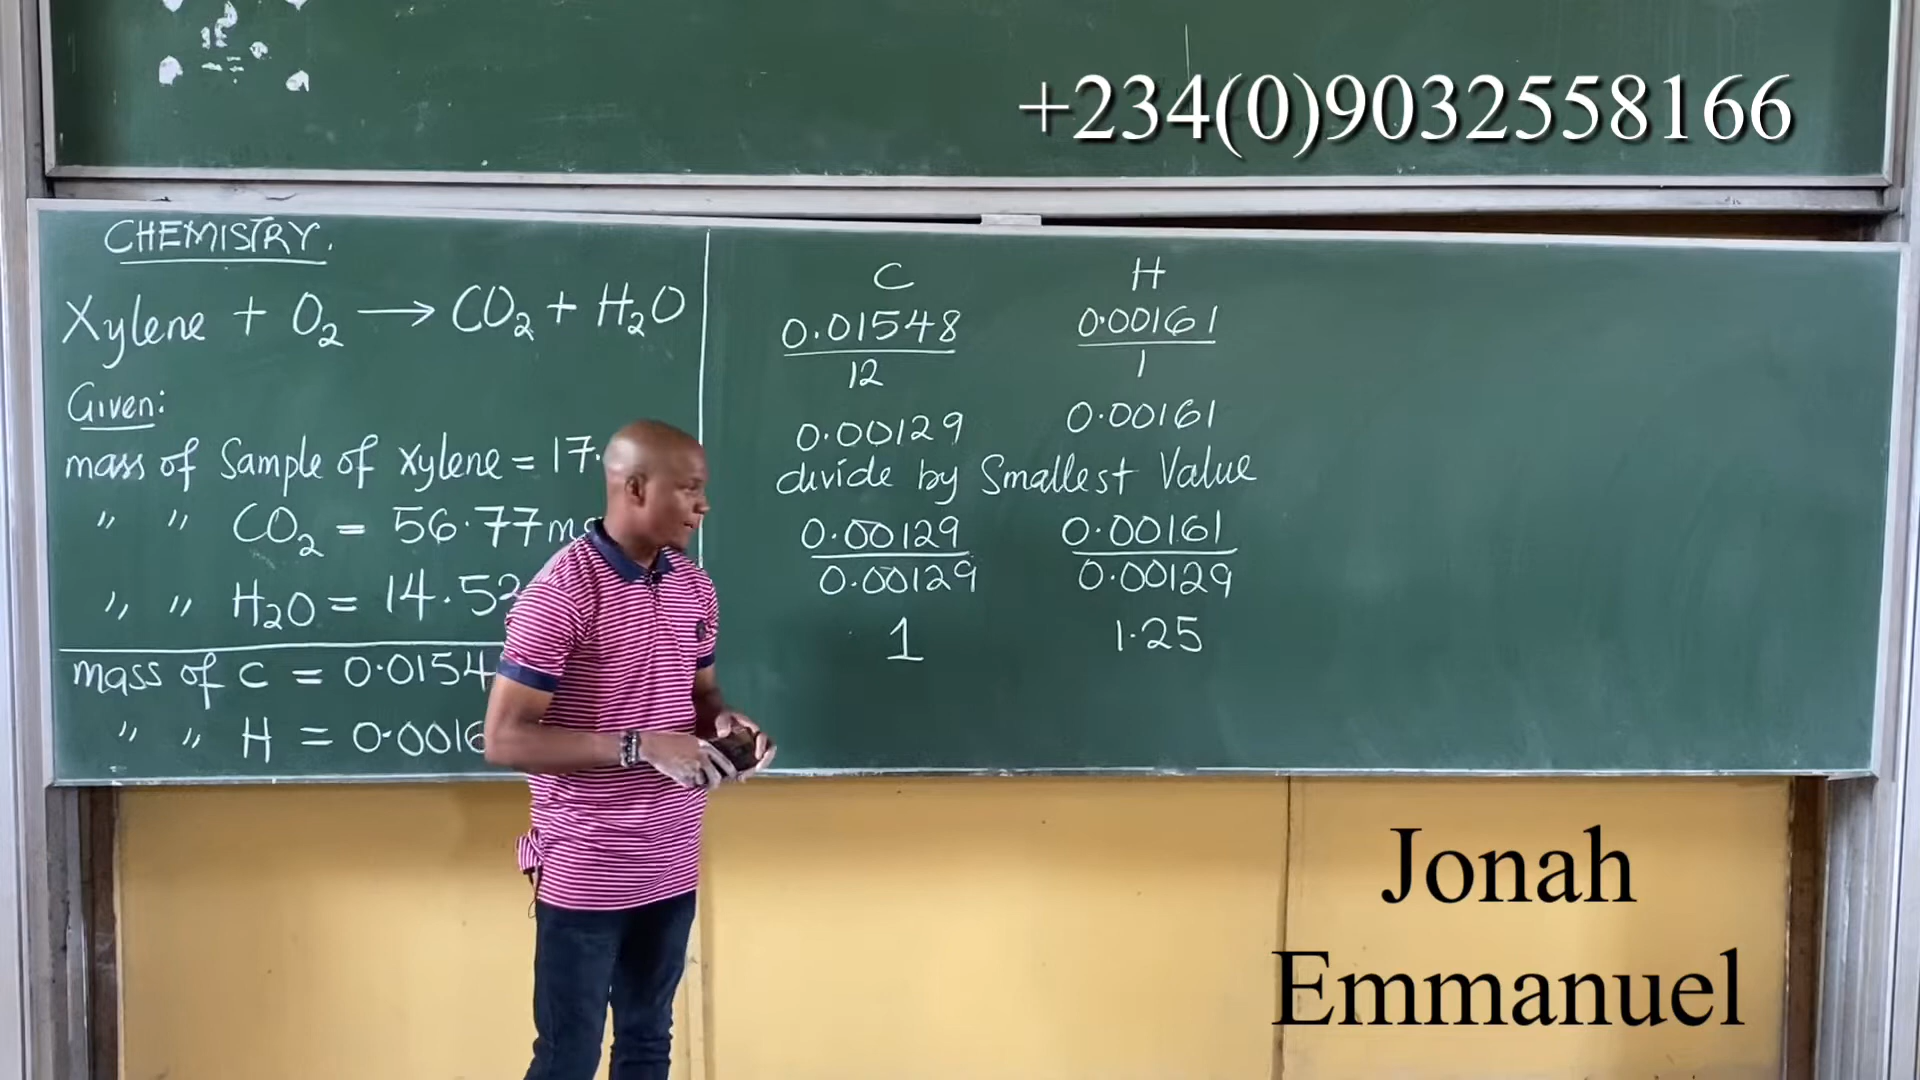 +234(0)9032558166
CHEMISTRY.
Xylene + O₂ → CO₂ + H₂O
Given:
mass of Sample of xylene = 17.
" " CO₂ = 56.77m
" " H₂O = 14.52
mass of C = 0.0154
" " H = 0.0016
C H
0.01548 0.00161
12 1
0.00129 0.00161
divide by Smallest Value
0.00129 0.00161
0.00129 0.00129
1 1.25
Jonah
Emmanuel